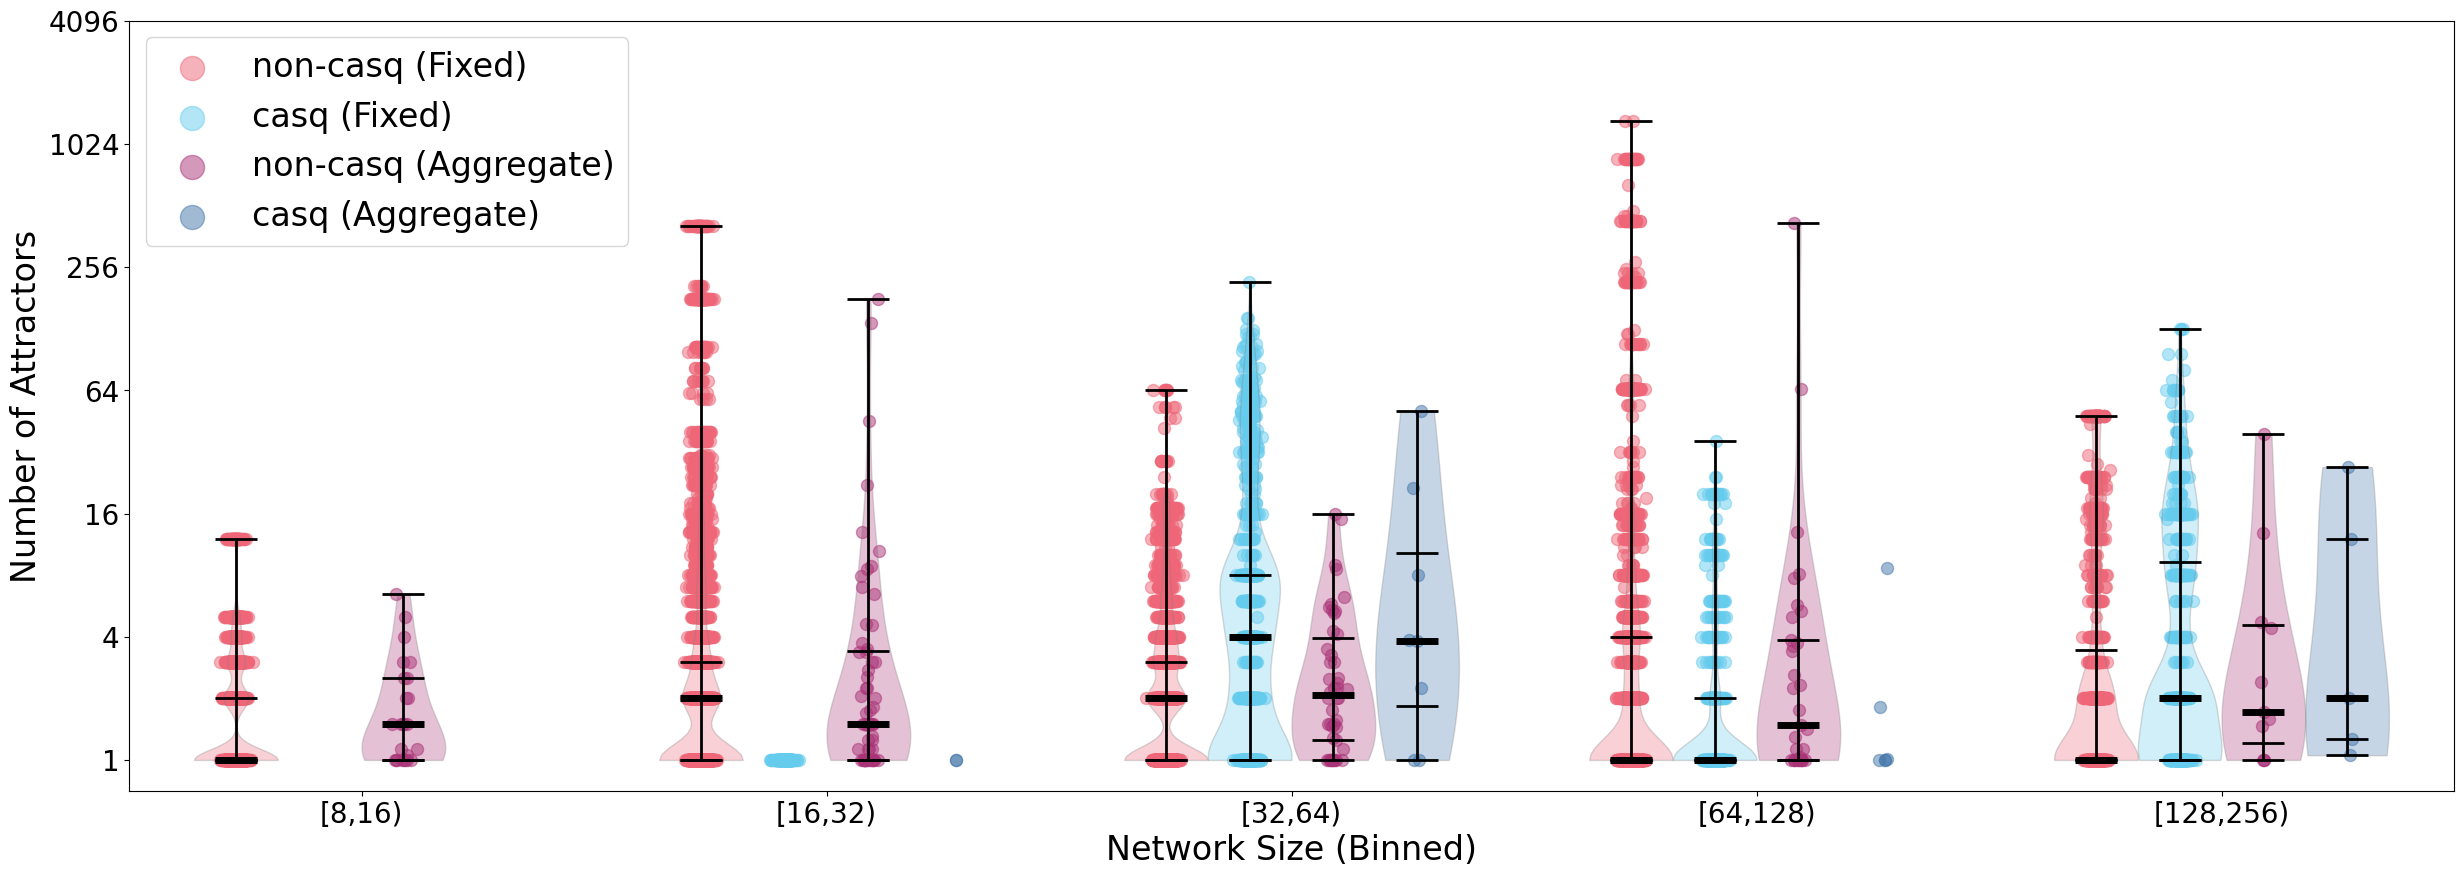 4096
1024
256
64
16
4
1
Number of Attractors
non-casq (Fixed)
casq (Fixed)
non-casq (Aggregate)
casq (Aggregate)
[8,16)
[16,32)
[32,64)
[64,128)
[128,256)
Network Size (Binned)